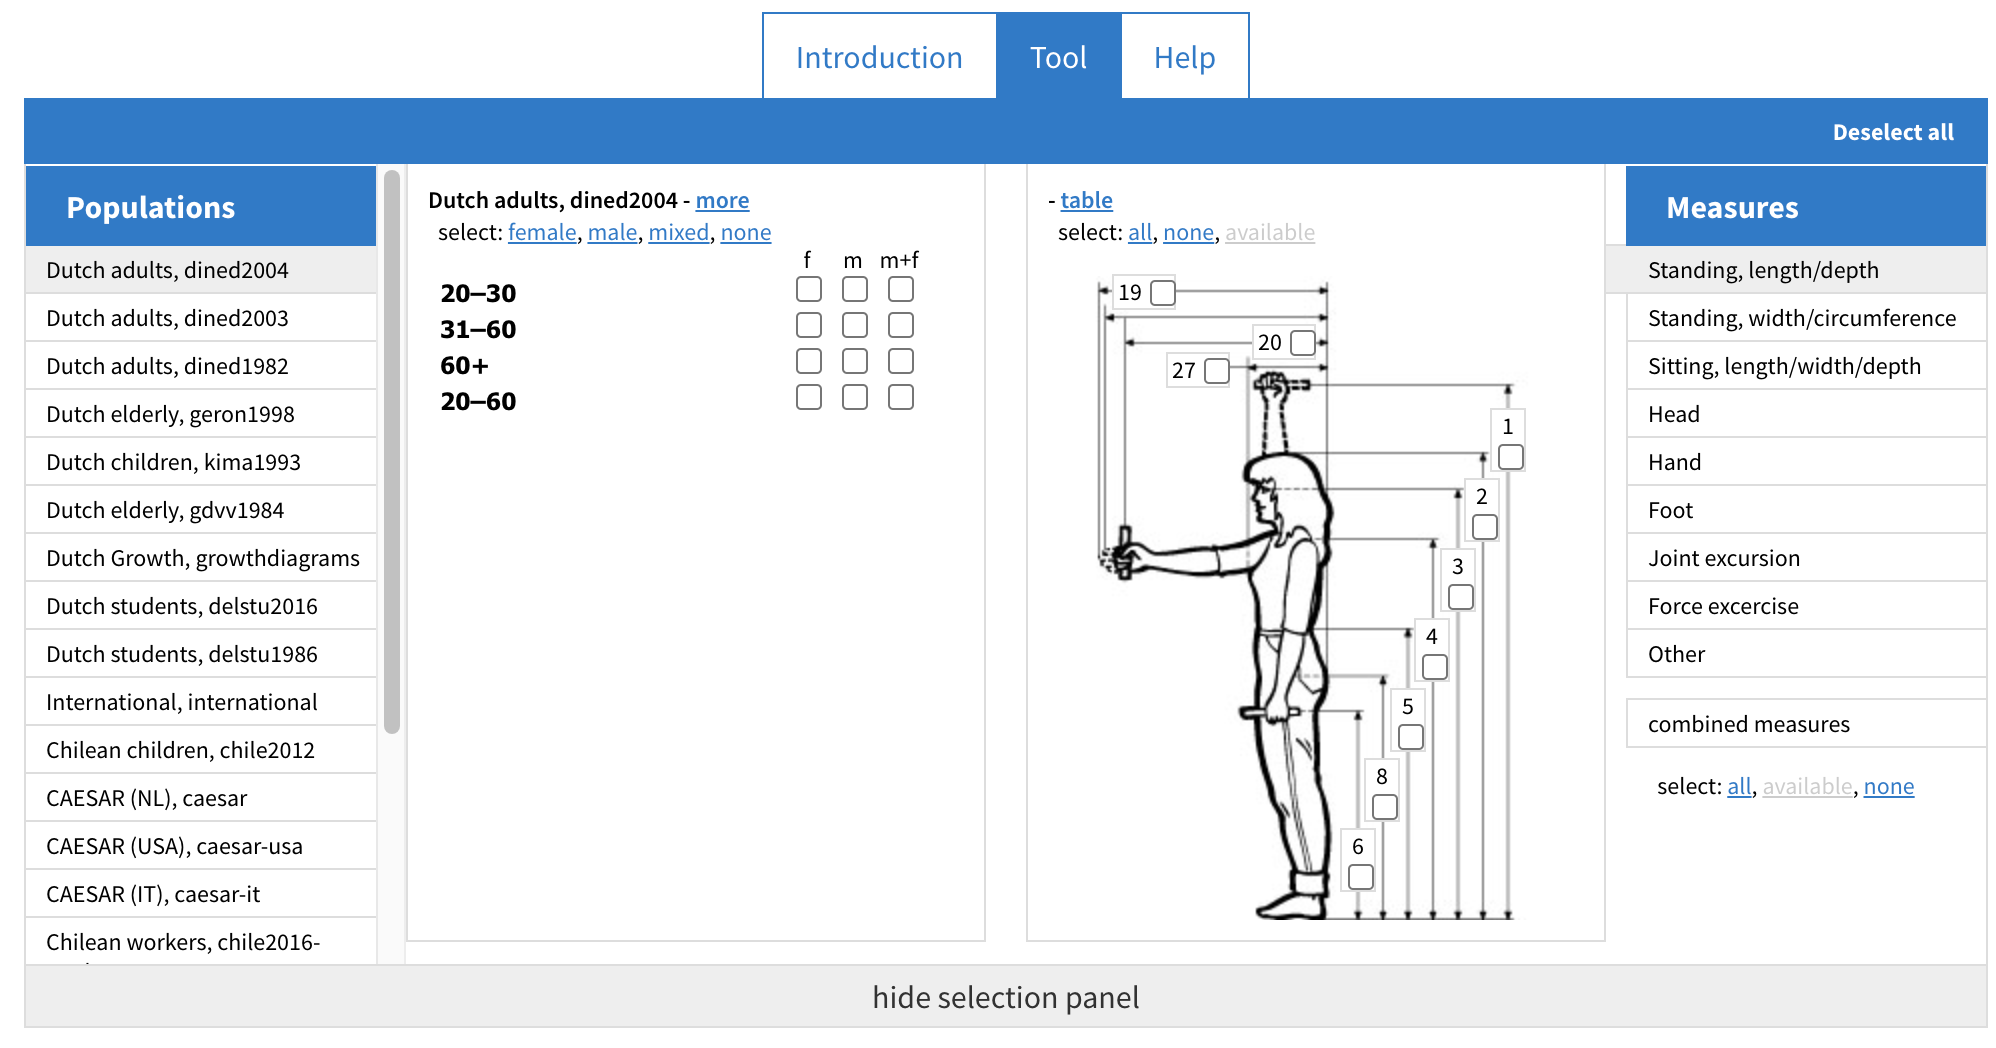 Introduction
Tool
Help
Deselect all
Populations
Dutch adults, dined2004
Dutch adults, dined2003
Dutch adults, dined1982
Dutch elderly, geron1998
Dutch children, kima1993
Dutch elderly, gdvv1984
Dutch Growth, growthdiagrams
Dutch students, delstu2016
Dutch students, delstu1986
International, international
Chilean children, chile2012
CAESAR (NL), caesar
CAESAR (USA), caesar-usa
CAESAR (IT), caesar-it
Chilean workers, chile2016-
Dutch adults, dined2004 - more
select: female, male, mixed, none
f m m+f
20–30
31–60
60+
20–60
- table
select: all, none, available
19
20
27
1
2
3
4
5
8
6
Measures
Standing, length/depth
Standing, width/circumference
Sitting, length/width/depth
Head
Hand
Foot
Joint excursion
Force excercise
Other
combined measures
select: all, available, none
hide selection panel